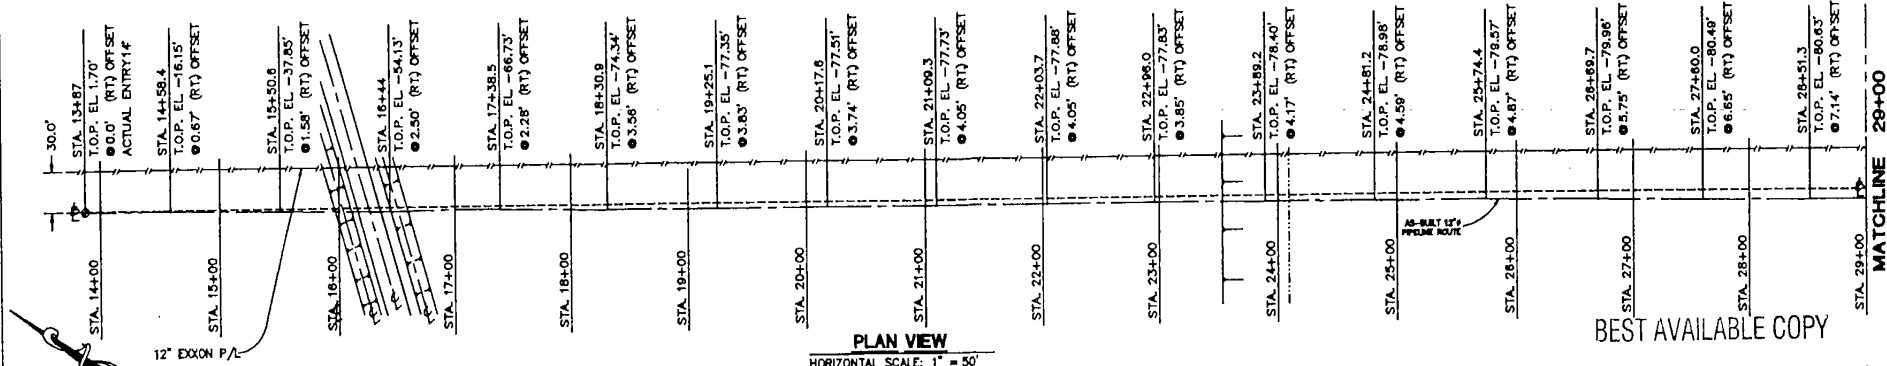 30.0'
STA. 13+87
T.O.P. EL 1.70'
@ 0.0' (RT) OFFSET
ACTUAL ENTRY 14°
STA. 14+58.4
T.O.P. EL -16.15'
@ 0.67' (RT) OFFSET
STA. 15+50.6
T.O.P. EL -37.85'
@ 1.58' (RT) OFFSET
STA. 16+44
T.O.P. EL -54.13'
@ 2.50' (RT) OFFSET
STA. 17+38.5
T.O.P. EL -66.73'
@ 2.28' (RT) OFFSET
STA. 18+30.9
T.O.P. EL -74.34'
@ 3.56' (RT) OFFSET
STA. 19+25.1
T.O.P. EL -77.35'
@ 3.83' (RT) OFFSET
STA. 20+17.6
T.O.P. EL -77.51'
@ 3.74' (RT) OFFSET
STA. 21+09.3
T.O.P. EL -77.73'
@ 4.05' (RT) OFFSET
STA. 22+03.7
T.O.P. EL -77.88'
@ 4.05' (RT) OFFSET
STA. 22+96.0
T.O.P. EL -77.83'
@ 3.85' (RT) OFFSET
STA. 23+89.2
T.O.P. EL -78.40'
@ 4.17' (RT) OFFSET
STA. 24+81.2
T.O.P. EL -78.98'
@ 4.59' (RT) OFFSET
STA. 25+74.4
T.O.P. EL -79.57'
@ 4.87' (RT) OFFSET
STA. 26+69.7
T.O.P. EL -79.96'
@ 5.75' (RT) OFFSET
STA. 27+60.0
T.O.P. EL -80.49'
@ 6.65' (RT) OFFSET
STA. 28+51.3
T.O.P. EL -80.63'
@ 7.14' (RT) OFFSET
MATCHLINE 29+00
AS-BUILT 12"ø
PIPELINE ROUTE
STA. 14+00
STA. 15+00
STA. 16+00
STA. 17+00
STA. 18+00
STA. 19+00
STA. 20+00
STA. 21+00
STA. 22+00
STA. 23+00
STA. 24+00
STA. 25+00
STA. 26+00
STA. 27+00
STA. 28+00
STA. 29+00
12" EXXON P/L
PLAN VIEW
HORIZONTAL SCALE: 1" = 50'
BEST AVAILABLE COPY